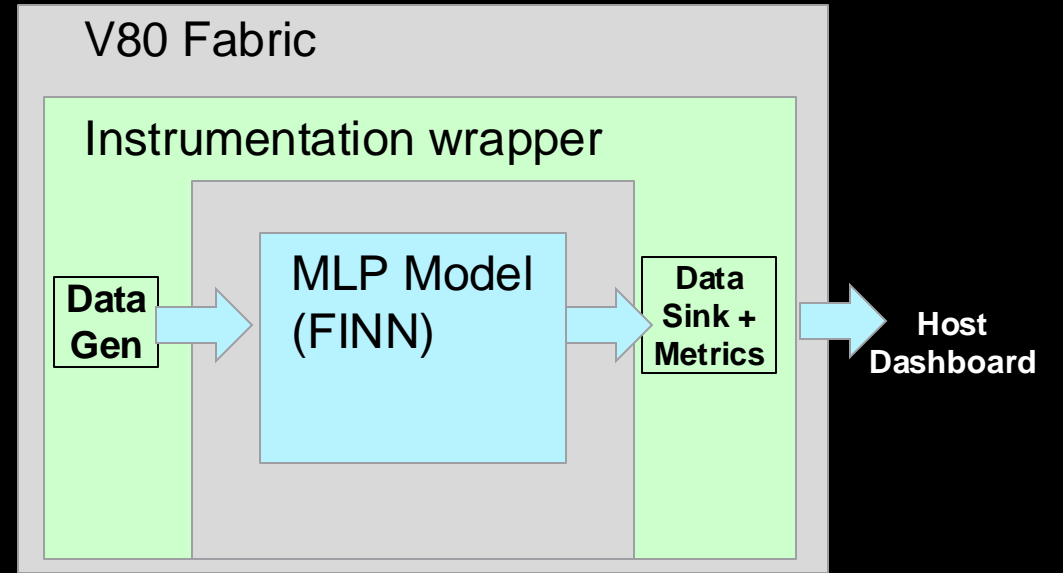 V80 Fabric
Instrumentation wrapper
Data
Gen
MLP Model
(FINN)
Data
Sink +
Metrics
Host
Dashboard